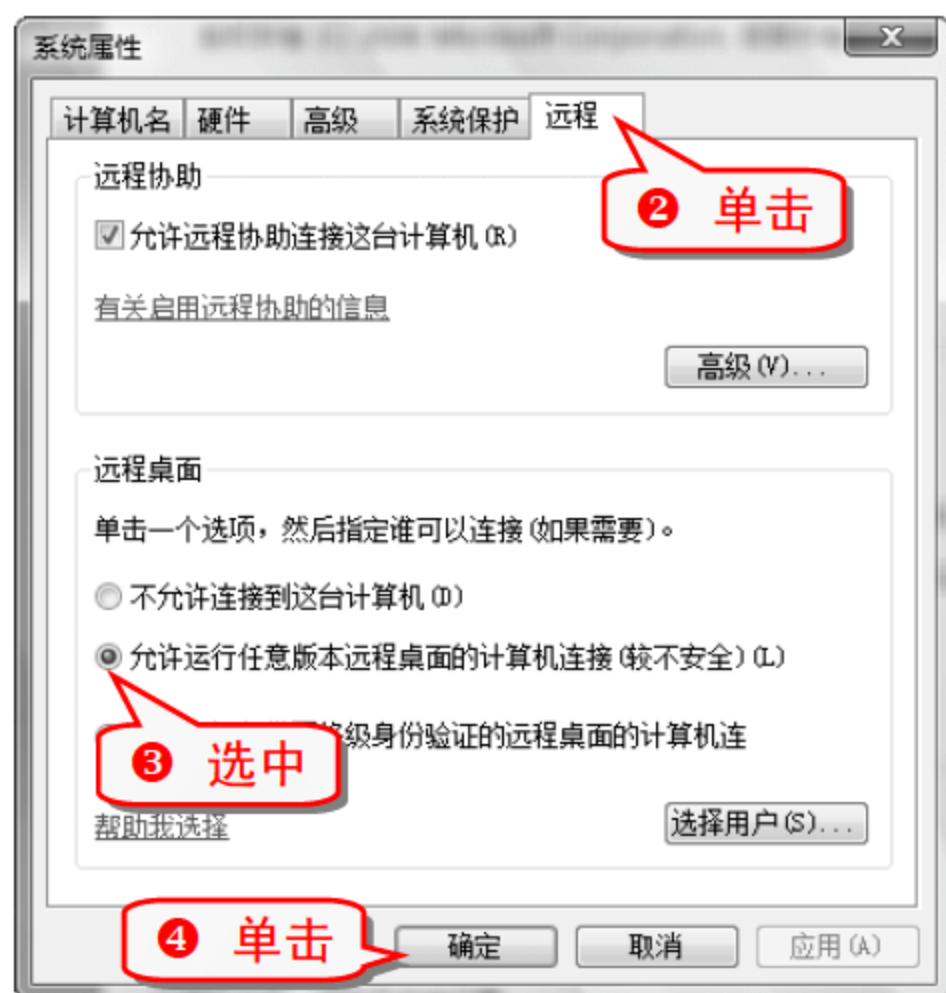 系统属性
计算机名 硬件 高级 系统保护 远程
❷ 单击
远程协助
允许远程协助连接这台计算机(R)
有关启用远程协助的信息
高级(V)...
远程桌面
单击一个选项，然后指定谁可以连接(如果需要)。
不允许连接到这台计算机(D)
允许运行任意版本远程桌面的计算机连接(较不安全)(L)
❸ 选中
级身份验证的远程桌面的计算机连
帮助我选择
选择用户(S)...
❹ 单击
确定 取消 应用(A)